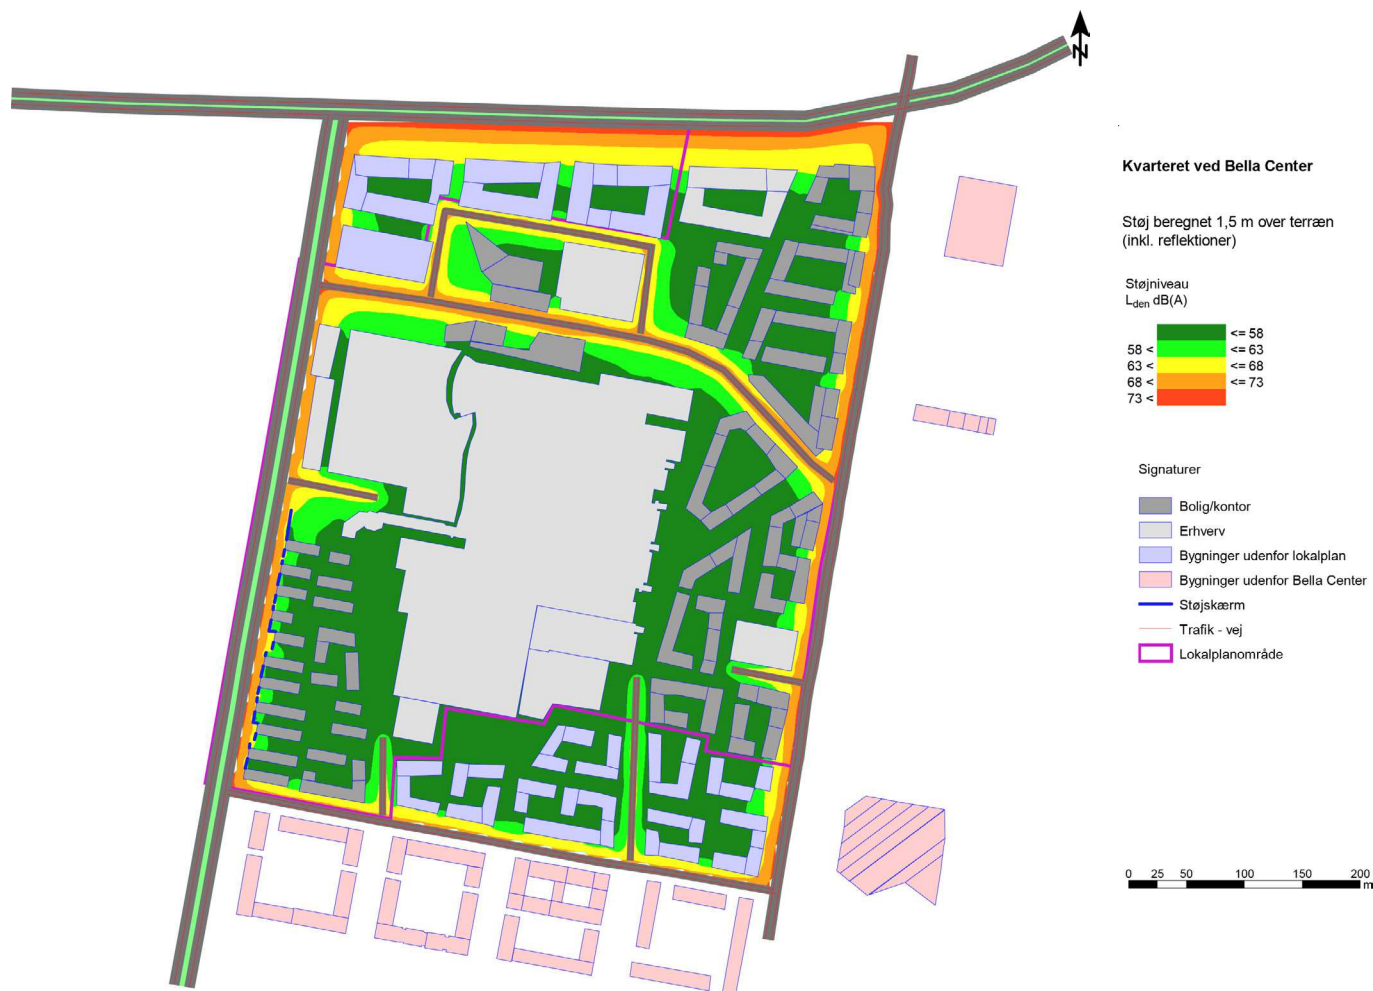 N
Kvarteret ved Bella Center
Støj beregnet 1,5 m over terræn
(inkl. reflektioner)
Støjniveau
Lden dB(A)
<= 58
58 < <= 63
63 < <= 68
68 < <= 73
73 <
Signaturer
Bolig/kontor
Erhverv
Bygninger udenfor lokalplan
Bygninger udenfor Bella Center
Støjskærm
Trafik - vej
Lokalplanområde
0 25 50 100 150 200
m